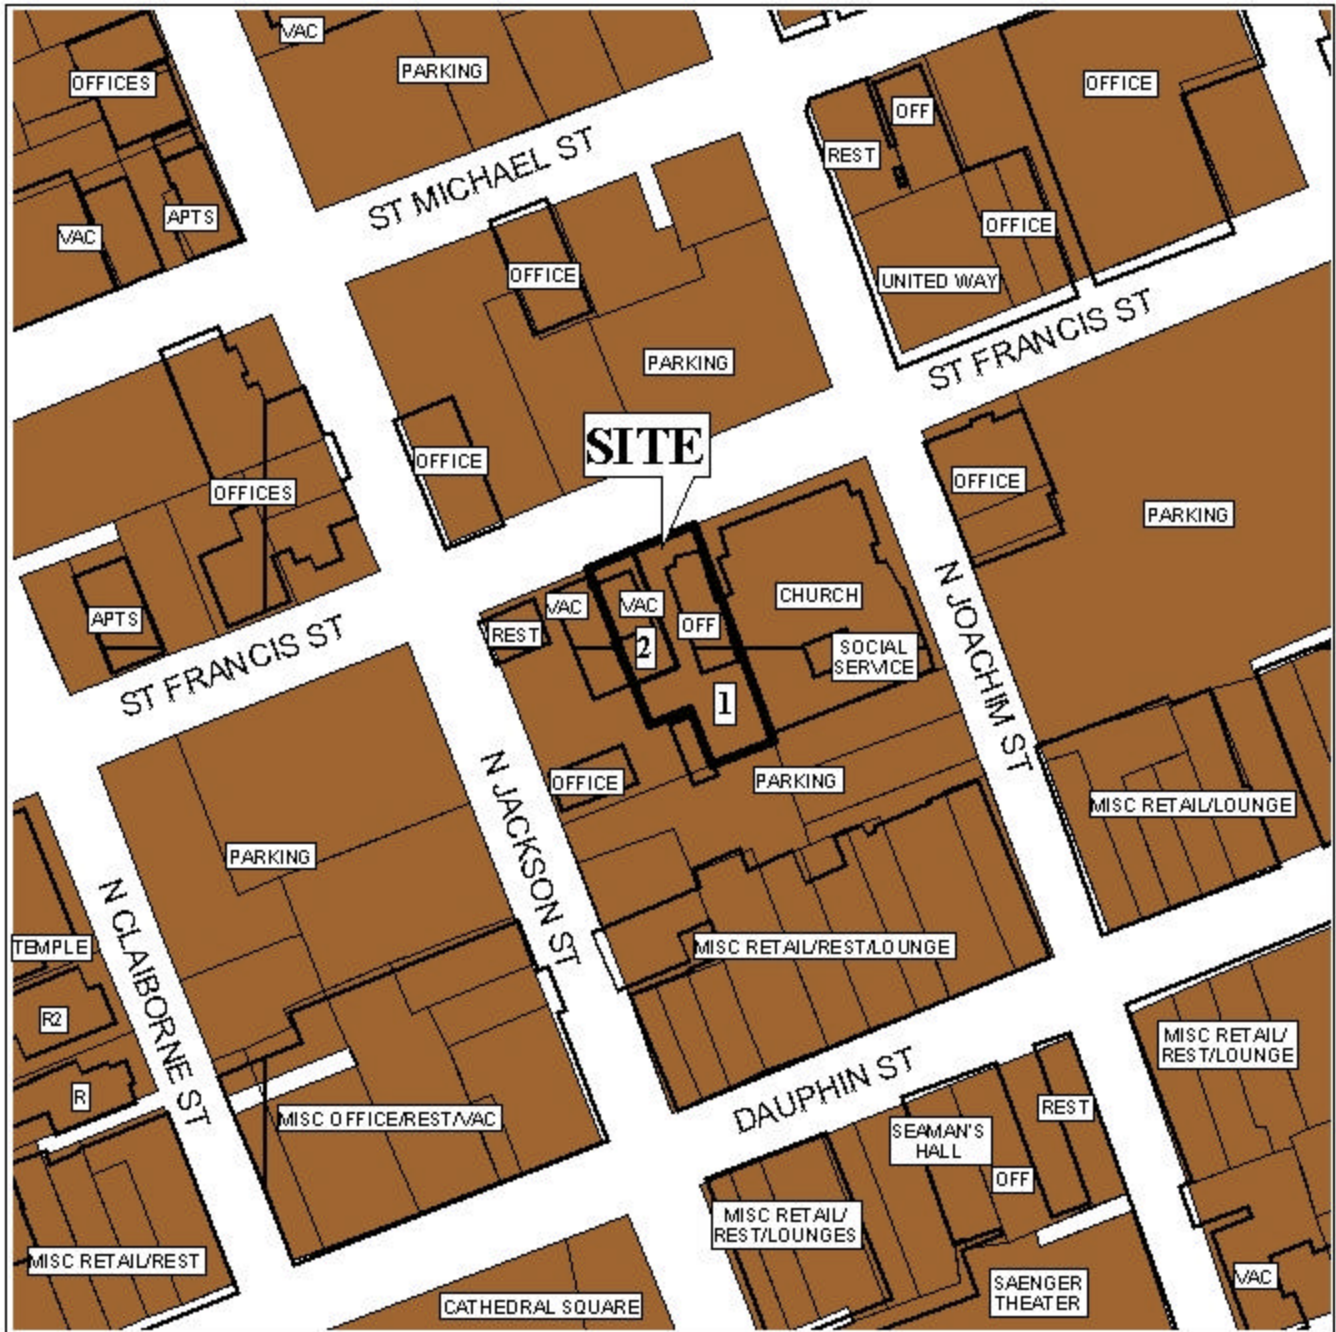 VAC
OFFICES
PARKING
OFFICE
OFF
REST
ST MICHAEL ST
APTS
VAC
OFFICE
OFFICE
UNITED WAY
PARKING
ST FRANCIS ST
SITE
OFFICE
OFFICES
OFFICE
PARKING
APTS
REST
VAC
VAC
OFF
CHURCH
2
SOCIAL
SERVICE
1
N JOACHIM ST
ST FRANCIS ST
N JACKSON ST
OFFICE
PARKING
MISC RETAIL/LOUNGE
PARKING
N CLAIBORNE ST
TEMPLE
MISC RETAIL/REST/LOUNGE
R2
R
MISC RETAIL/
REST/LOUNGE
MISC OFFICE/REST/VAC
DAUPHIN ST
SEAMAN'S
HALL
REST
OFF
MISC RETAIL/
REST/LOUNGES
MISC RETAIL/REST
CATHEDRAL SQUARE
SAENGER
THEATER
VAC